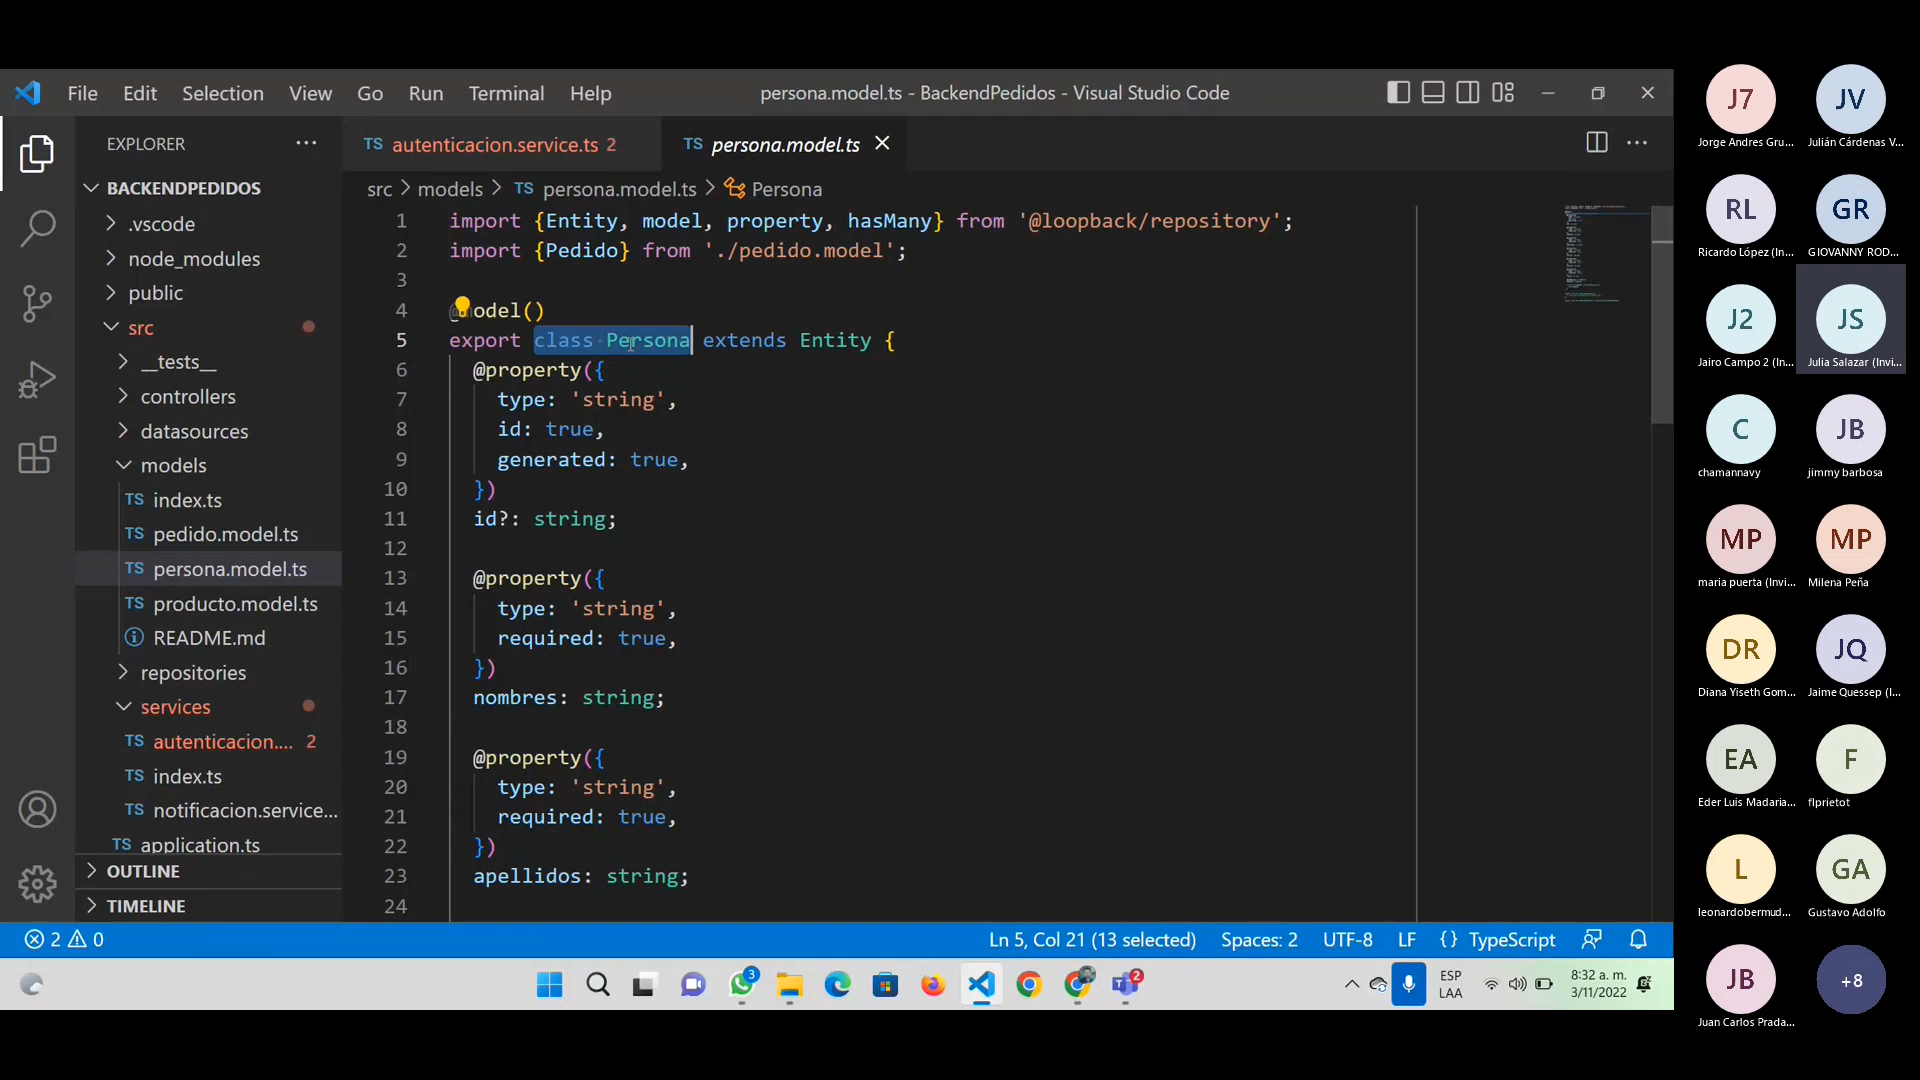 File Edit Selection View Go Run Terminal Help
persona.model.ts - BackendPedidos - Visual Studio Code
EXPLORER
BACKENDPEDIDOS
.vscode
node_modules
public
src
__tests__
controllers
datasources
models
TS index.ts
TS pedido.model.ts
TS persona.model.ts
TS producto.model.ts
README.md
repositories
services
TS autenticacion.... 2
TS index.ts
TS notificacion.service...
TS application.ts
OUTLINE
TIMELINE
TS autenticacion.service.ts 2
TS persona.model.ts
src > models > TS persona.model.ts > Persona
1 import {Entity, model, property, hasMany} from '@loopback/repository';
2 import {Pedido} from './pedido.model';
3
4 @model()
5 export class Persona extends Entity {
6 @property({
7 type: 'string',
8 id: true,
9 generated: true,
10 })
11 id?: string;
12
13 @property({
14 type: 'string',
15 required: true,
16 })
17 nombres: string;
18
19 @property({
20 type: 'string',
21 required: true,
22 })
23 apellidos: string;
24
2 0
Ln 5, Col 21 (13 selected) Spaces: 2 UTF-8 LF {} TypeScript
3
2
ESP
LAA
8:32 a. m.
3/11/2022
J7
Jorge Andres Gru...
JV
Julián Cárdenas V...
RL
Ricardo López (In...
GR
GIOVANNY ROD...
J2
Jairo Campo 2 (In...
JS
Julia Salazar (Invi...
C
chamannavy
JB
jimmy barbosa
MP
maria puerta (Invi...
MP
Milena Peña
DR
Diana Yiseth Gom...
JQ
Jaime Quessep (I...
EA
Eder Luis Madaria...
F
flprietot
L
leonardobermud...
GA
Gustavo Adolfo
JB
Juan Carlos Prada...
+8